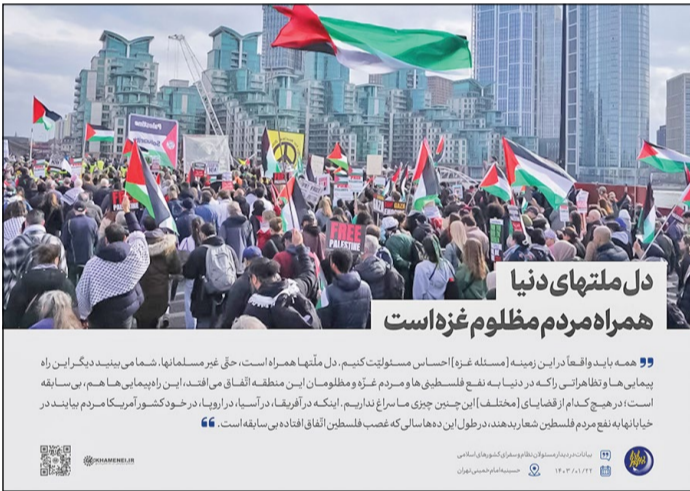 FREE
PALESTINE
دل ملتهای دنیا
همراه مردم مظلوم غزه است
همه باید واقعاً در این زمینه [مسئله غزه] احساس مسئولیّت کنیم. دل ملّتها همراه است، حتّی غیر مسلمانها. شما می‌بینید دیگر این راه
پیمایی‌ها و تظاهراتی را که در دنیا به نفع فلسطینی‌ها و مردم غزّه و مظلومان این منطقه اتّفاق می‌افتد، این راه‌پیمایی‌ها هم، بی‌سابقه
است؛ در هیچ کدام از قضایای [مختلف] این چنین چیزی ما سراغ نداریم. اینکه در آفریقا، در آسیا، در اروپا، در خود کشور آمریکا مردم بیایند در
خیابانها به نفع مردم فلسطین شعار بدهند، در طول این ده‌ها سالی که غصب فلسطین اتّفاق افتاده بی‌سابقه است.
بیانات در دیدار مسئولان نظام و سفرای کشورهای اسلامی
۱۴۰۳/۰۱/۲۲
حسینیه امام خمینی تهران
KHAMENEI.IR